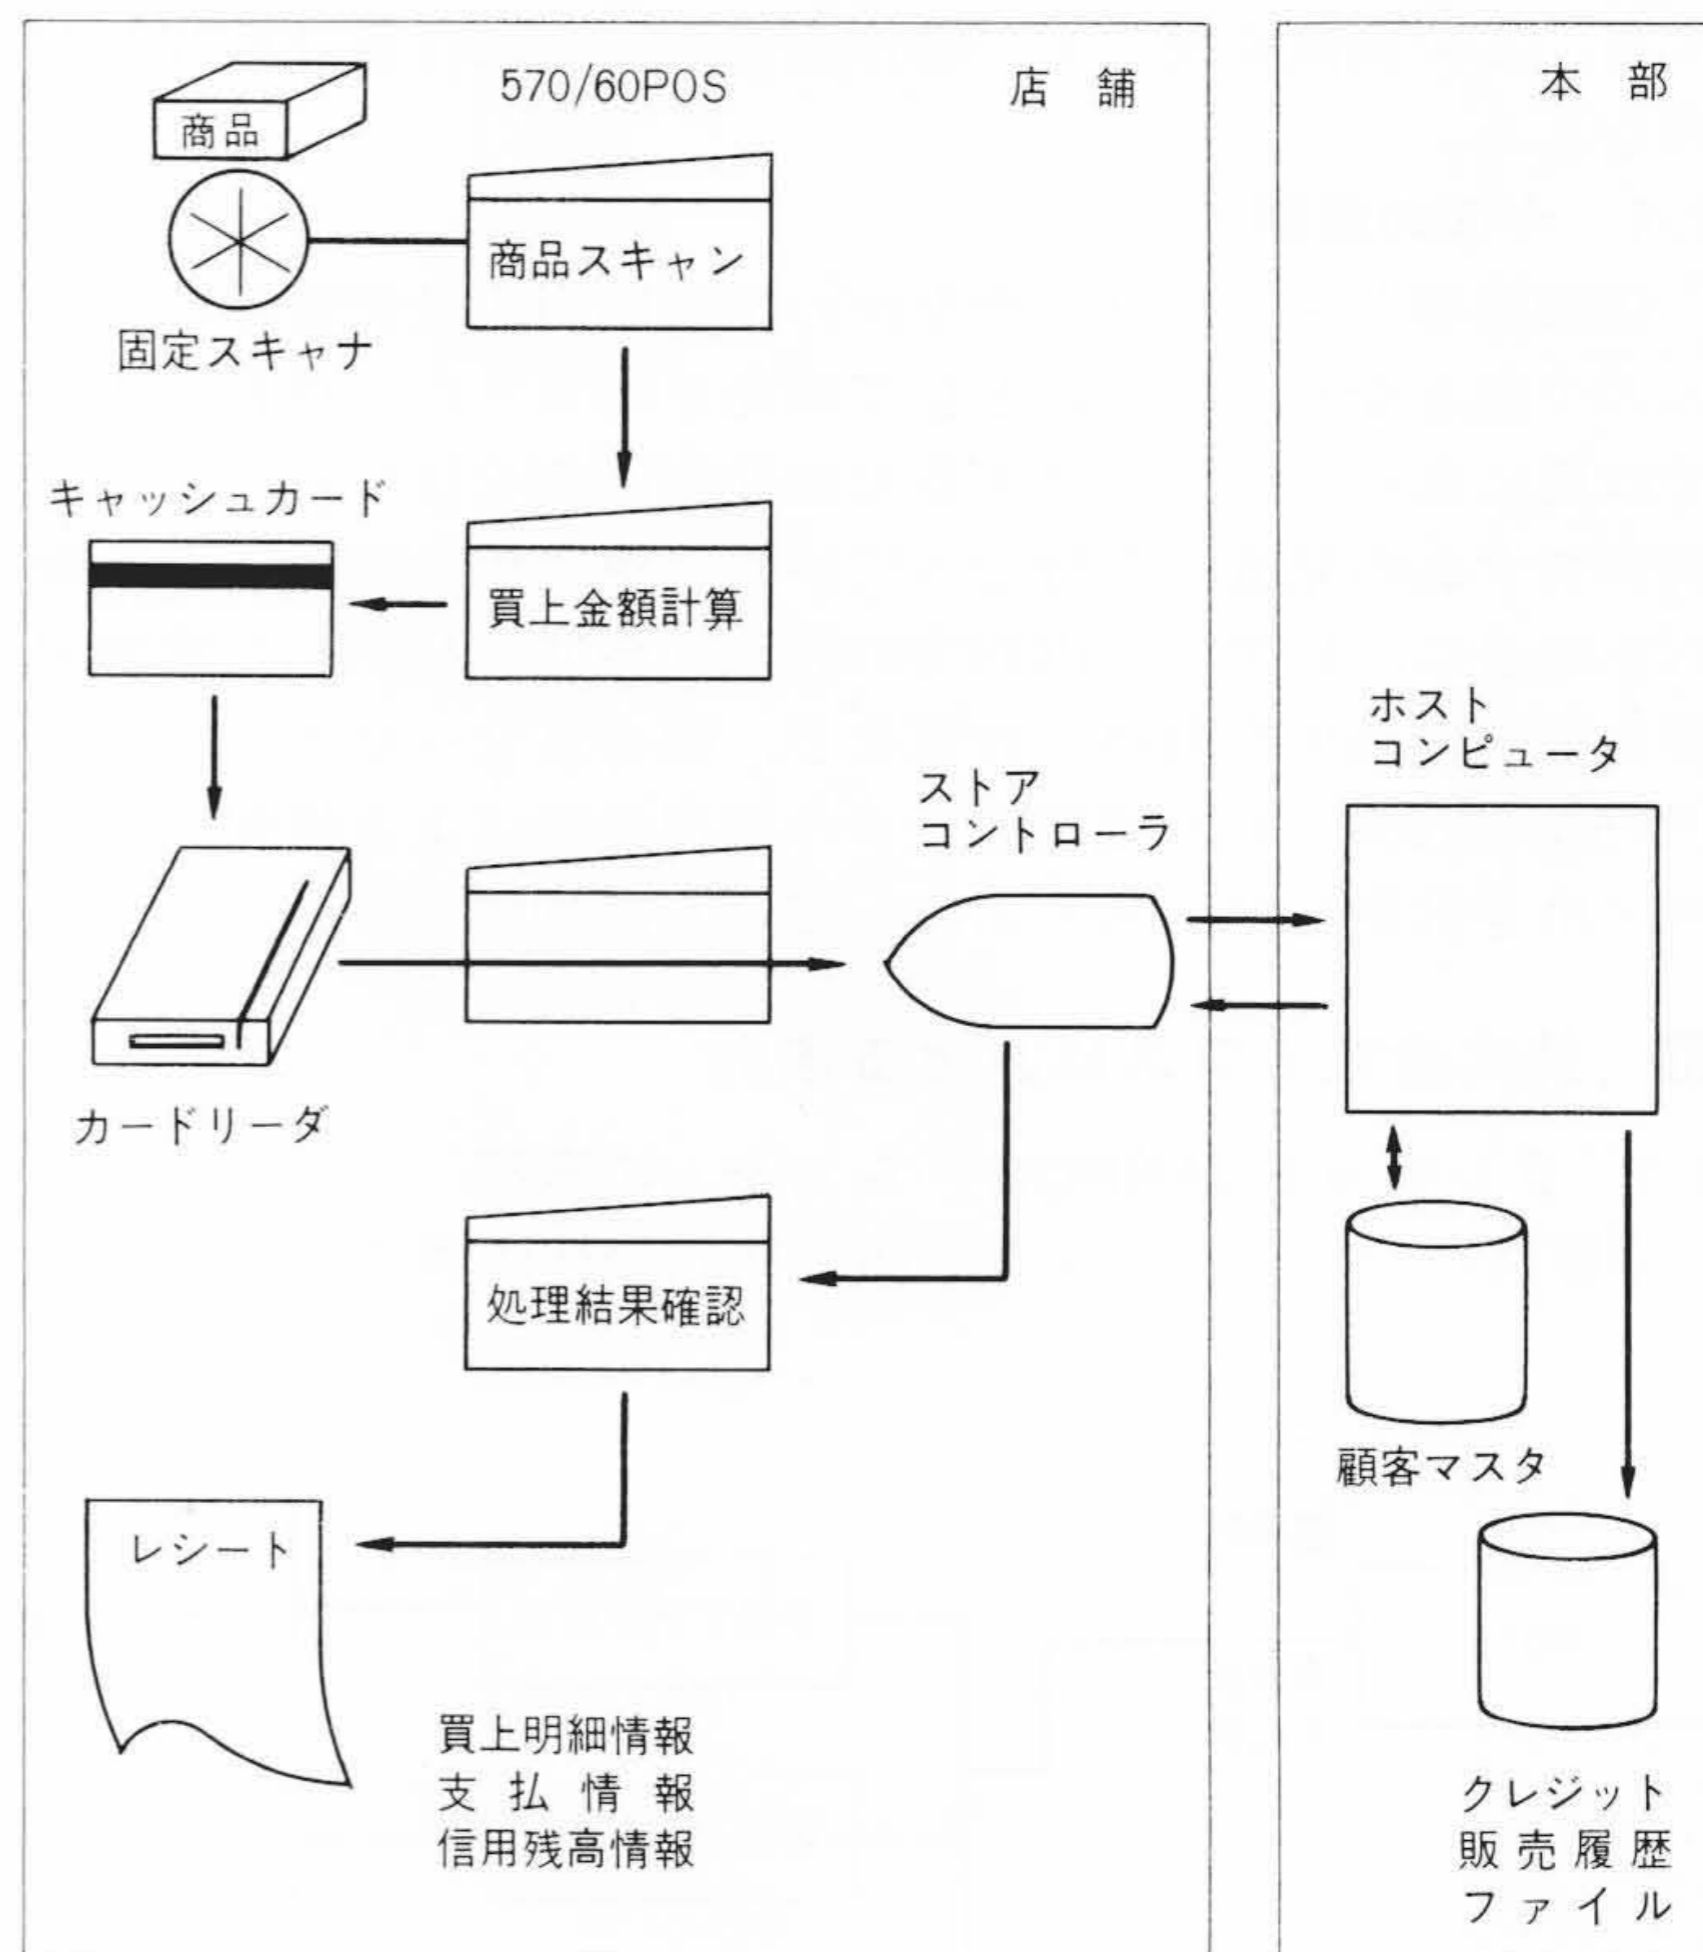 570/60POS
店舗
本部
商品
商品スキャン
固定スキャナ
キャッシュカード
買上金額計算
ホスト
コンピュータ
ストア
コントローラ
カードリーダ
処理結果確認
顧客マスタ
レシート
買上明細情報
支払情報
信用残高情報
クレジット
販売履歴
ファイル